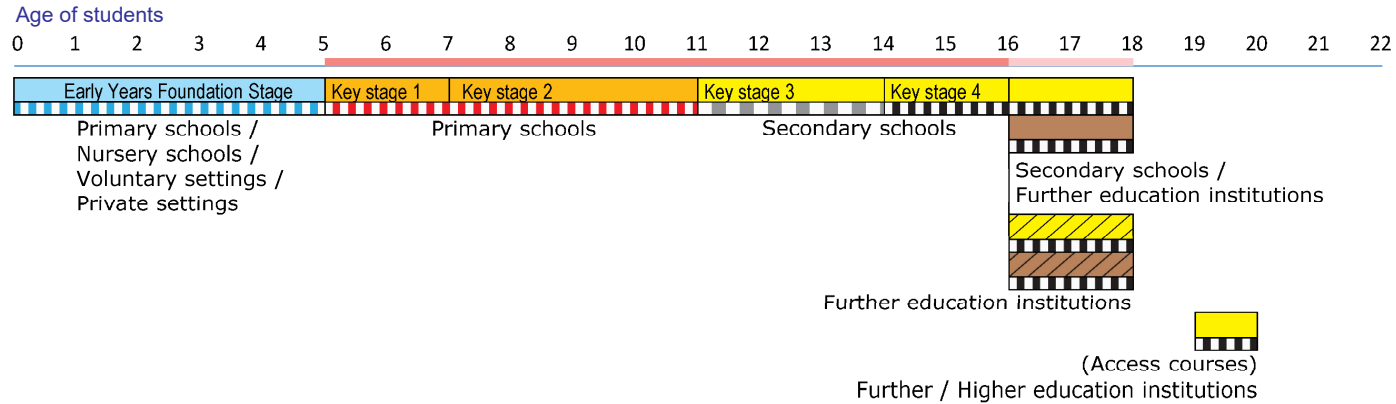 Age of students
0 1 2 3 4 5 6 7 8 9 10 11 12 13 14 15 16 17 18 19 20 21 22
Early Years Foundation Stage Key stage 1 Key stage 2 Key stage 3 Key stage 4
Primary schools /
Nursery schools /
Voluntary settings /
Private settings
Primary schools
Secondary schools
Secondary schools /
Further education institutions
Further education institutions
(Access courses)
Further / Higher education institutions